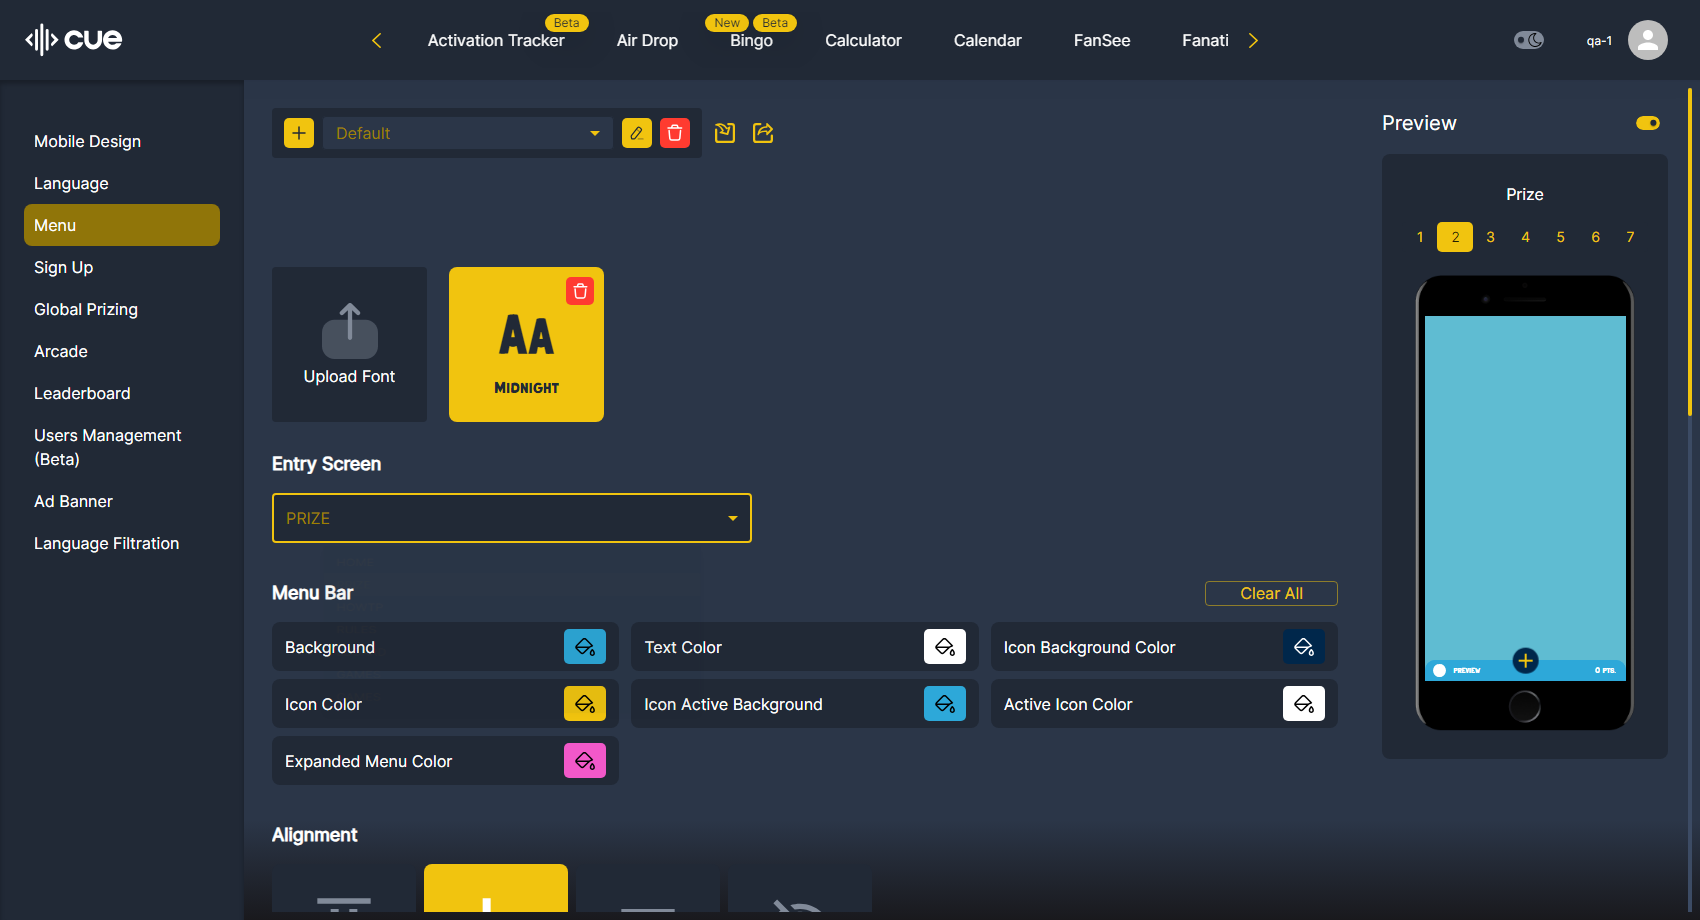 cue
Activation Tracker
Beta
Air Drop
New
Beta
Bingo
Calculator
Calendar
FanSee
Fanati
qa-1
Mobile Design
Language
Menu
Sign Up
Global Prizing
Arcade
Leaderboard
Users Management
(Beta)
Ad Banner
Language Filtration
Default
Upload Font
AA
MIDNIGHT
Entry Screen
PRIZE
Menu Bar
Clear All
Background
Text Color
Icon Background Color
Icon Color
Icon Active Background
Active Icon Color
Expanded Menu Color
Alignment
Preview
Prize
1 2 3 4 5 6 7
PREVIEW
0 PTS.